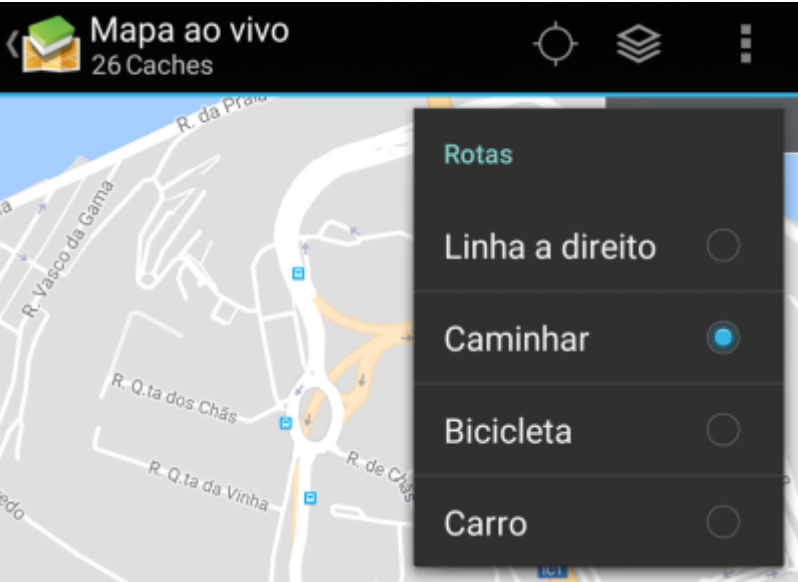 Mapa ao vivo
26 Caches
R. da Praia
R. Vasco da Gama
R. Q.ta dos Chãs
R. Q.ta da Vinha
R. de Chãs
Rotas
Linha a direito
Caminhar
Bicicleta
Carro
IC1